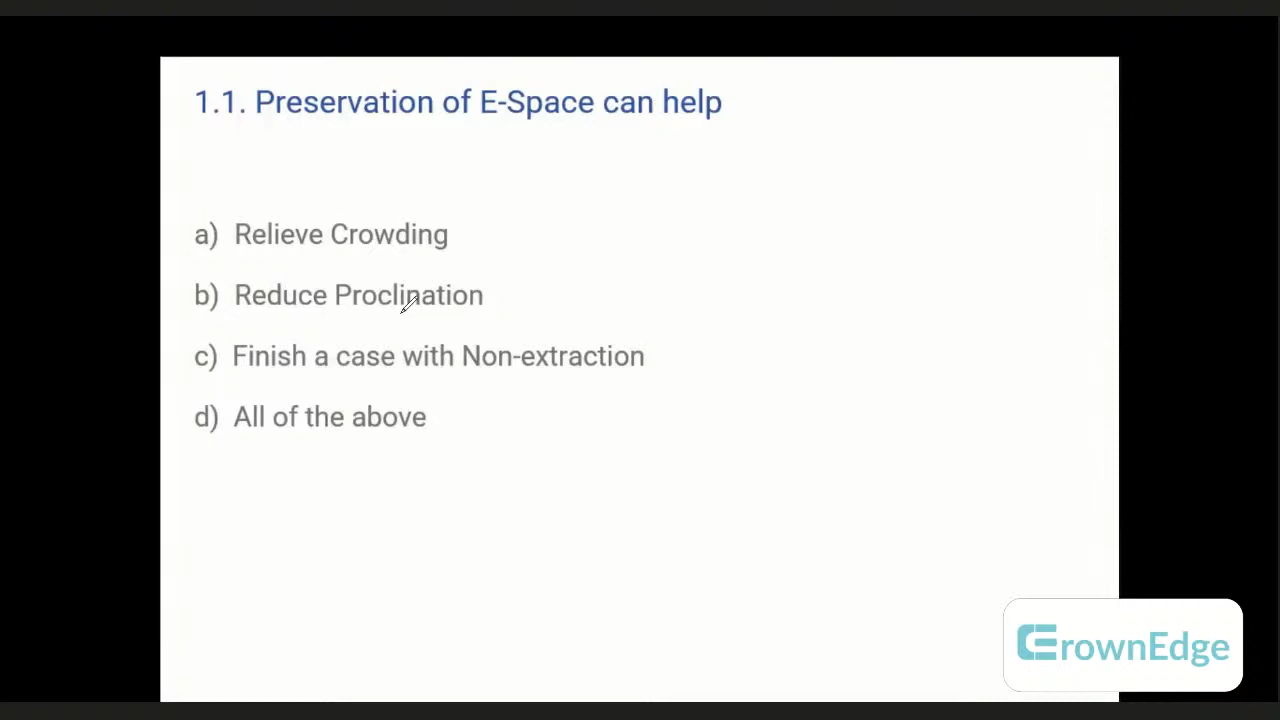 1.1. Preservation of E-Space can help
a) Relieve Crowding
b) Reduce Proclination
c) Finish a case with Non-extraction
d) All of the above
CrownEdge